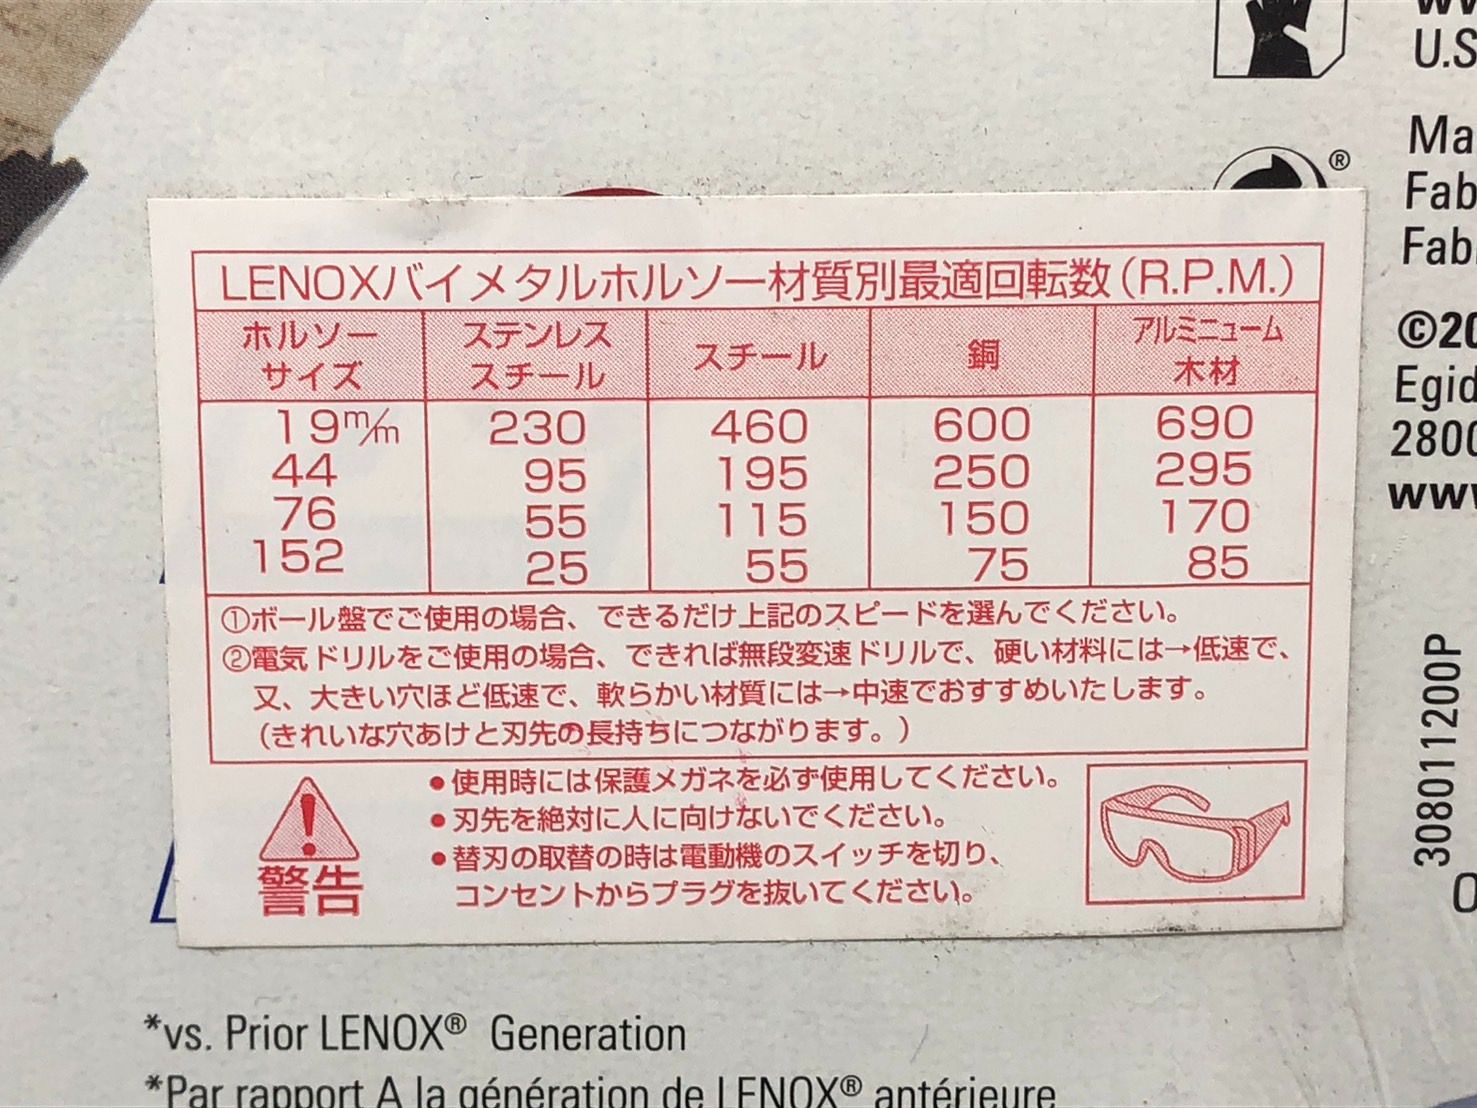 U.S
®
Ma
Fab
Fab
LENOXバイメタルホルソー材質別最適回転数(R.P.M.)
ホルソーサイズ ステンレススチール スチール 銅 アルミニューム木材
19m/m 230 460 600 690
44 95 195 250 295
76 55 115 150 170
152 25 55 75 85
①ボール盤でご使用の場合、できるだけ上記のスピードを選んでください。
②電気ドリルをご使用の場合、できれば無段変速ドリルで、硬い材料には→低速で、
又、大きい穴ほど低速で、軟らかい材質には→中速でおすすめいたします。
(きれいな穴あけと刃先の長持ちにつながります。)
警告
●使用時には保護メガネを必ず使用してください。
●刃先を絶対に人に向けないでください。
●替刃の取替の時は電動機のスイッチを切り、
コンセントからプラグを抜いてください。
©20
Egid
2800
www
308011200P
*vs. Prior LENOX® Generation
*Par rapport A la génération de LENOX® antérieure